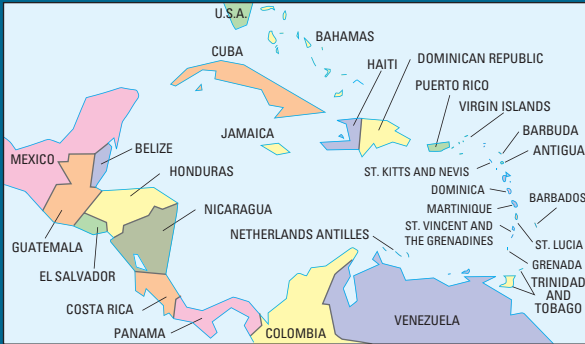 U.S.A.
BAHAMAS
CUBA
HAITI
DOMINICAN REPUBLIC
PUERTO RICO
VIRGIN ISLANDS
JAMAICA
BARBUDA
ANTIGUA
MEXICO
BELIZE
ST. KITTS AND NEVIS
HONDURAS
DOMINICA
MARTINIQUE
BARBADOS
NICARAGUA
ST. VINCENT AND
THE GRENADINES
NETHERLANDS ANTILLES
ST. LUCIA
GUATEMALA
GRENADA
EL SALVADOR
TRINIDAD
AND
TOBAGO
COSTA RICA
PANAMA
COLOMBIA
VENEZUELA